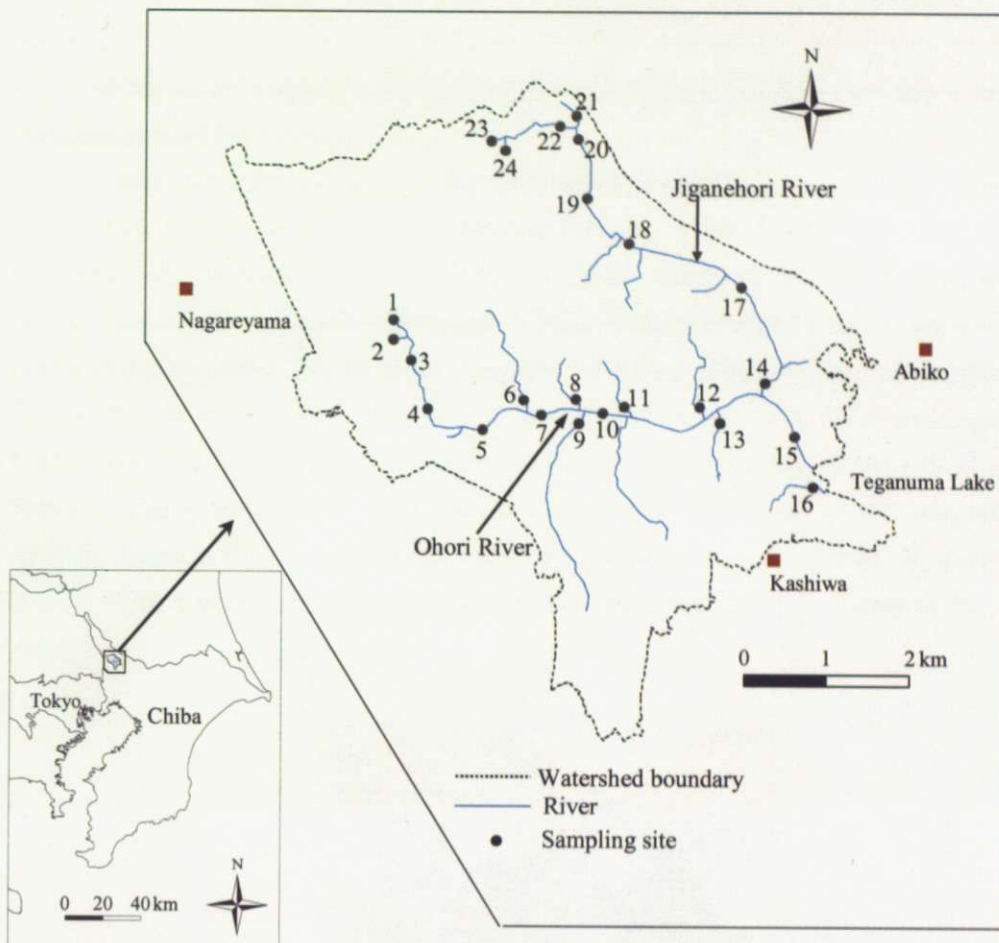 N
21
23
22
20
24
Jiganehori River
19
18
17
1
Nagareyama
2
3
Abiko
14
4
6
8
11
12
5
7
10
9
13
15
Teganuma Lake
16
Ohori River
Kashiwa
0 1 2 km
Tokyo
Chiba
Watershed boundary
River
Sampling site
N
0 20 40 km